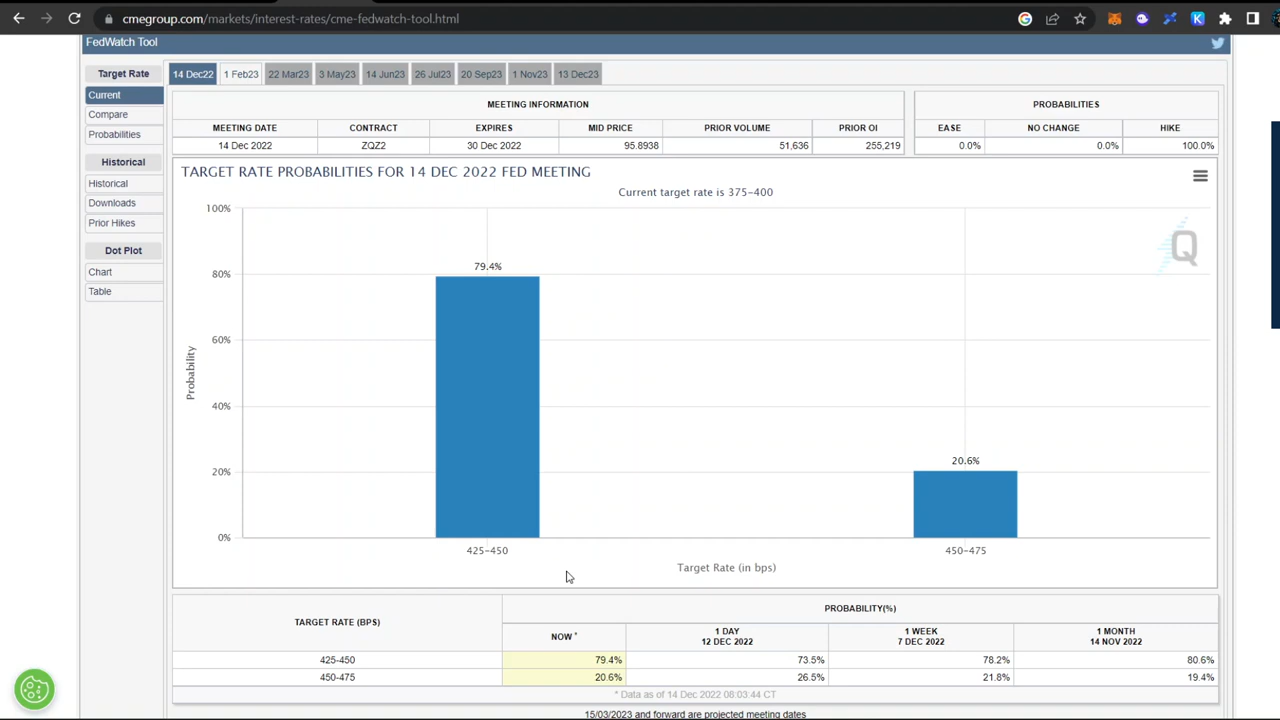 cmegroup.com/markets/interest-rates/cme-fedwatch-tool.html
FedWatch Tool
Target Rate
Current
Compare
Probabilities
Historical
Historical
Downloads
Prior Hikes
Dot Plot
Chart
Table
14 Dec22 1 Feb23 22 Mar23 3 May23 14 Jun23 26 Jul23 20 Sep23 1 Nov23 13 Dec23
MEETING INFORMATION
MEETING DATE CONTRACT EXPIRES MID PRICE PRIOR VOLUME PRIOR OI
14 Dec 2022 ZQZ2 30 Dec 2022 95.8938 51,636 255,219
PROBABILITIES
EASE NO CHANGE HIKE
0.0% 0.0% 100.0%
TARGET RATE PROBABILITIES FOR 14 DEC 2022 FED MEETING
Current target rate is 375-400
Q
Probability
100%
80%
60%
40%
20%
0%
79.4%
20.6%
425-450 450-475
Target Rate (in bps)
TARGET RATE (BPS) PROBABILITY(%)
NOW * 1 DAY 12 DEC 2022 1 WEEK 7 DEC 2022 1 MONTH 14 NOV 2022
425-450 79.4% 73.5% 78.2% 80.6%
450-475 20.6% 26.5% 21.8% 19.4%
* Data as of 14 Dec 2022 08:03:44 CT
15/03/2023 and forward are projected meeting dates